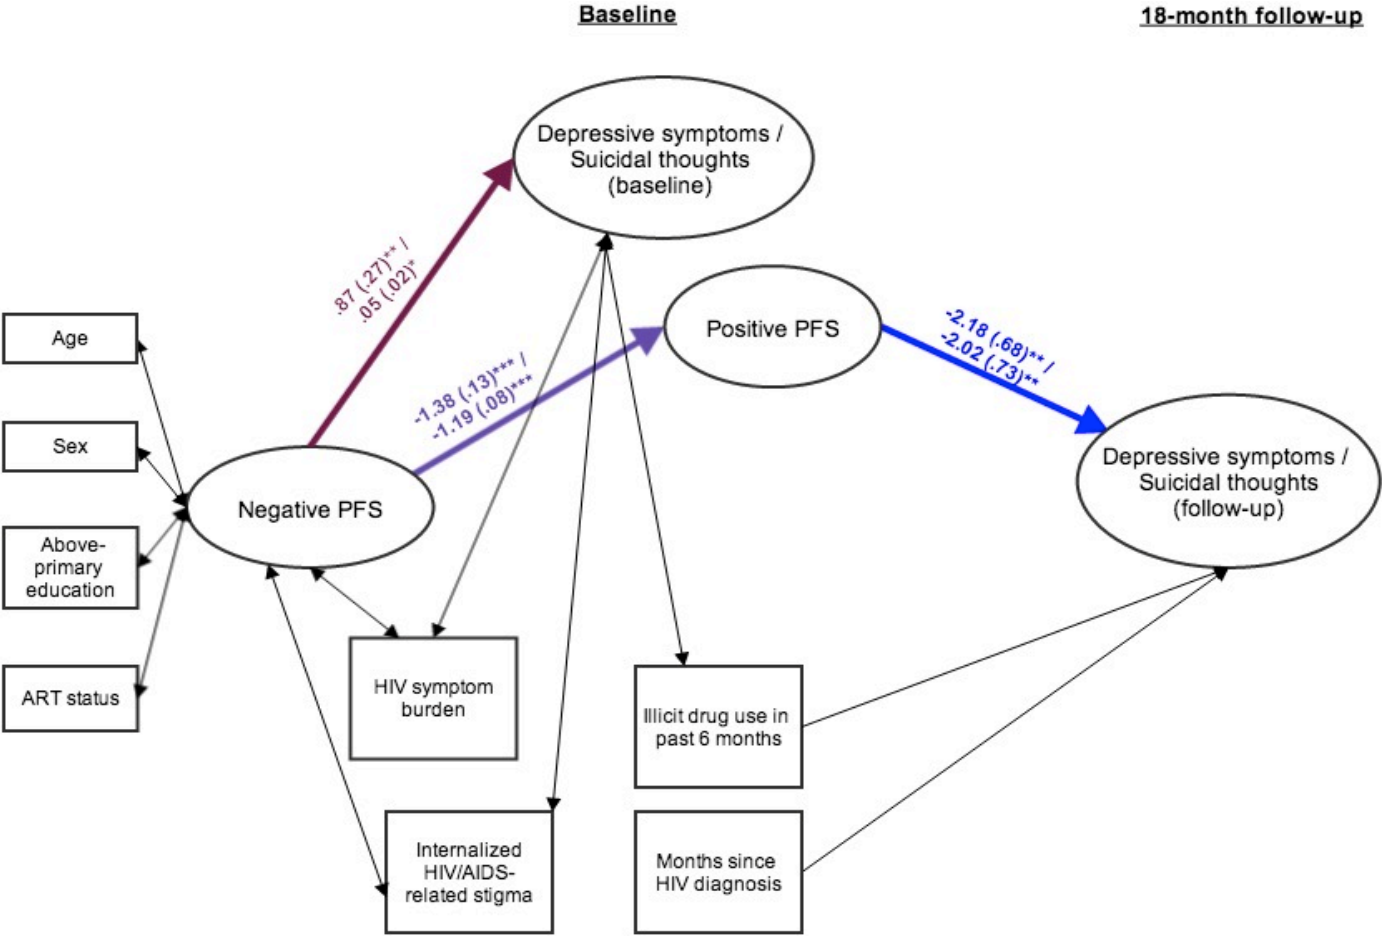 Baseline
18-month follow-up
Depressive symptoms /
Suicidal thoughts
(baseline)
.87 (.27)** /
.05 (.02)*
Positive PFS
-2.18 (.68)** /
-2.02 (.73)**
Age
-1.38 (.13)*** /
-1.19 (.08)***
Sex
Depressive symptoms /
Suicidal thoughts
(follow-up)
Negative PFS
Above-
primary
education
ART status
HIV symptom
burden
Illicit drug use in
past 6 months
Internalized
HIV/AIDS-
related stigma
Months since
HIV diagnosis